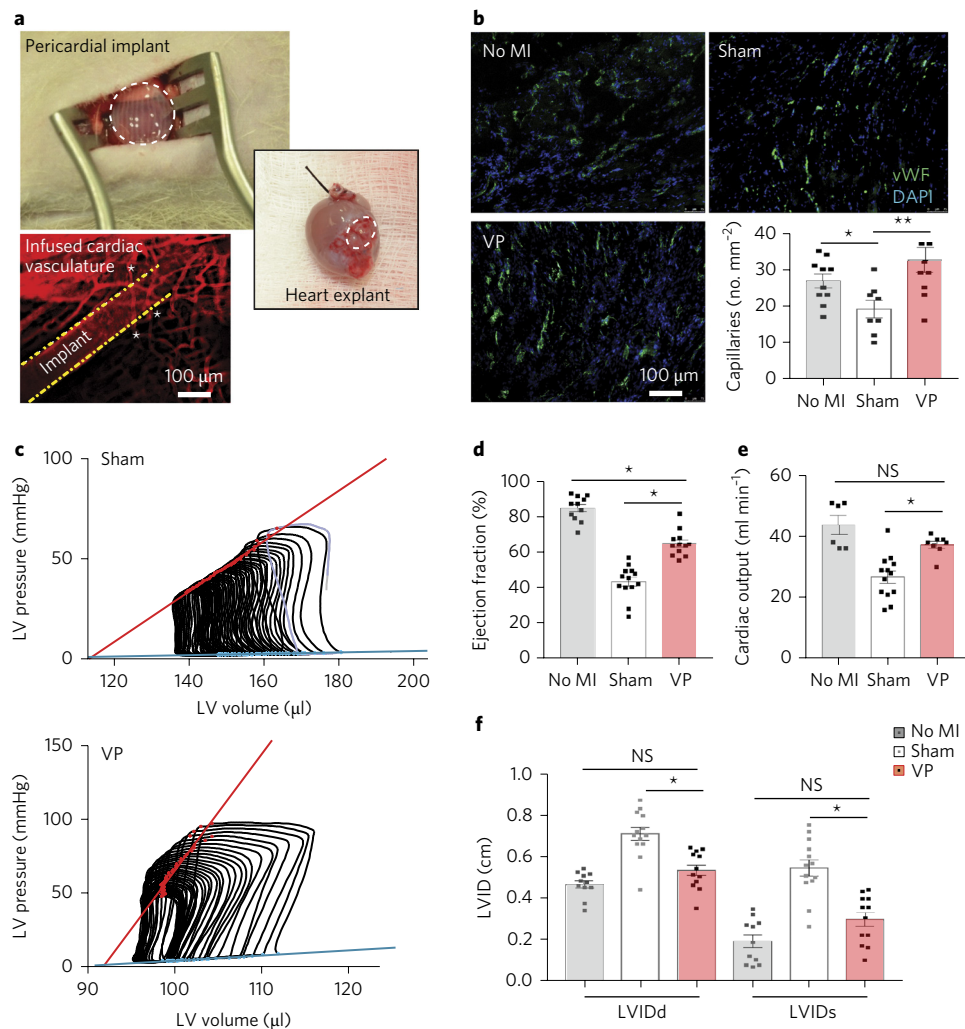 a
Pericardial implant
Infused cardiac
vasculature
*
*
*
Implant
100 μm
Heart explant
b
No MI
Sham
vWF
DAPI
VP
100 μm
* **
Capillaries (no. mm−2)
40
30
20
10
0
No MI Sham VP
c
Sham
LV pressure (mmHg)
100
50
0
120 140 160 180 200
LV volume (μl)
VP
LV pressure (mmHg)
150
100
50
0
90 100 110 120
LV volume (μl)
d
*
*
Ejection fraction (%)
80
60
40
20
0
No MI Sham VP
e
NS
*
Cardiac output (ml min−1)
60
40
20
0
No MI Sham VP
f
No MI
Sham
VP
NS
*
NS
*
LVID (cm)
1.0
0.8
0.6
0.4
0.2
0.0
LVIDd LVIDs